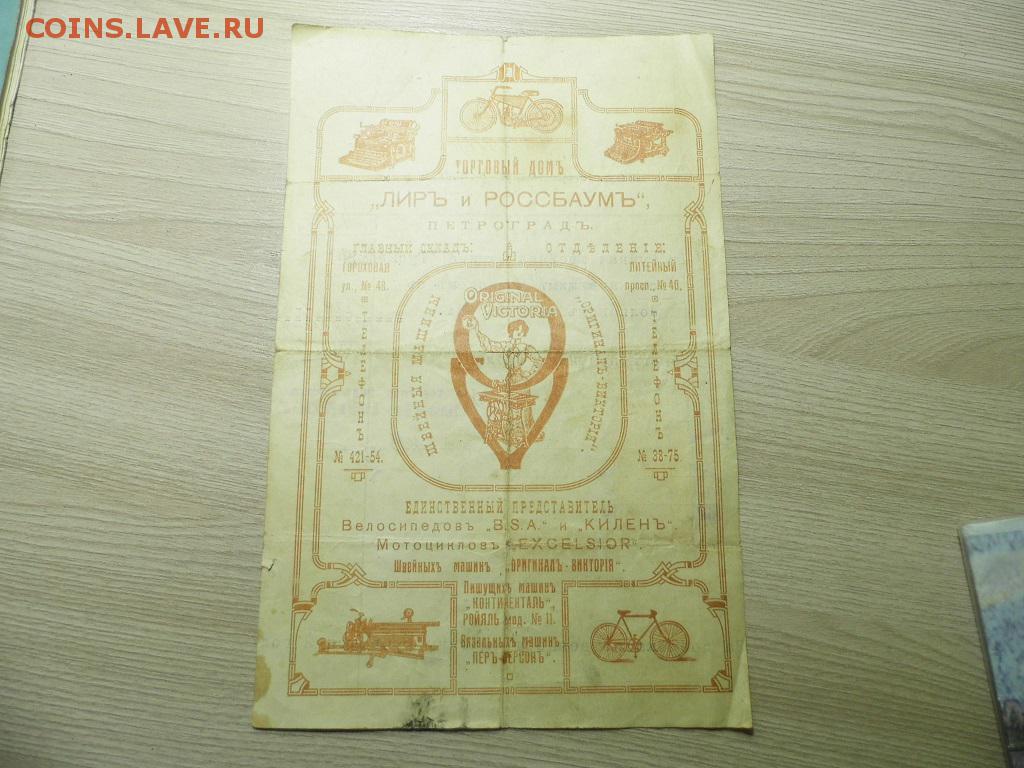 COINS.LAVE.RU
ТОРГОВЫЙ ДОМЪ
„ЛИРЪ и РОССБАУМЪ“,
ПЕТРОГРАДЪ.
ГЛАВНЫЙ СКЛАДЪ:
ОТДѢЛЕНІЕ:
ГОРОХОВАЯ
ул., № 48.
ЛИТЕЙНЫЙ
просп., № 40.
ТЕЛЕФОНЪ
№ 421-54.
ШВЕЙНЫЯ МАШИНЫ
ORIGINAL
VICTORIA
„ОРИГИНАЛЪ-ВИКТОРІЯ“.
ТЕЛЕФОНЪ
№ 38-75.
ЕДИНСТВЕННЫЙ ПРЕДСТАВИТЕЛЬ
Велосипедовъ „B.S.A.“ и „КИЛЕНЪ“.
Мотоцикловъ „EXCELSIOR“.
Швейныхъ машинъ „ОРИГИНАЛЪ-ВИКТОРІЯ“.
Пишущихъ машинъ
„КОНТИНЕНТАЛЬ“,
РОЙЯЛЬ мод. № 11.
Вязальныхъ машинъ
„ПЕРЪ-ПЕРСОНЪ“.